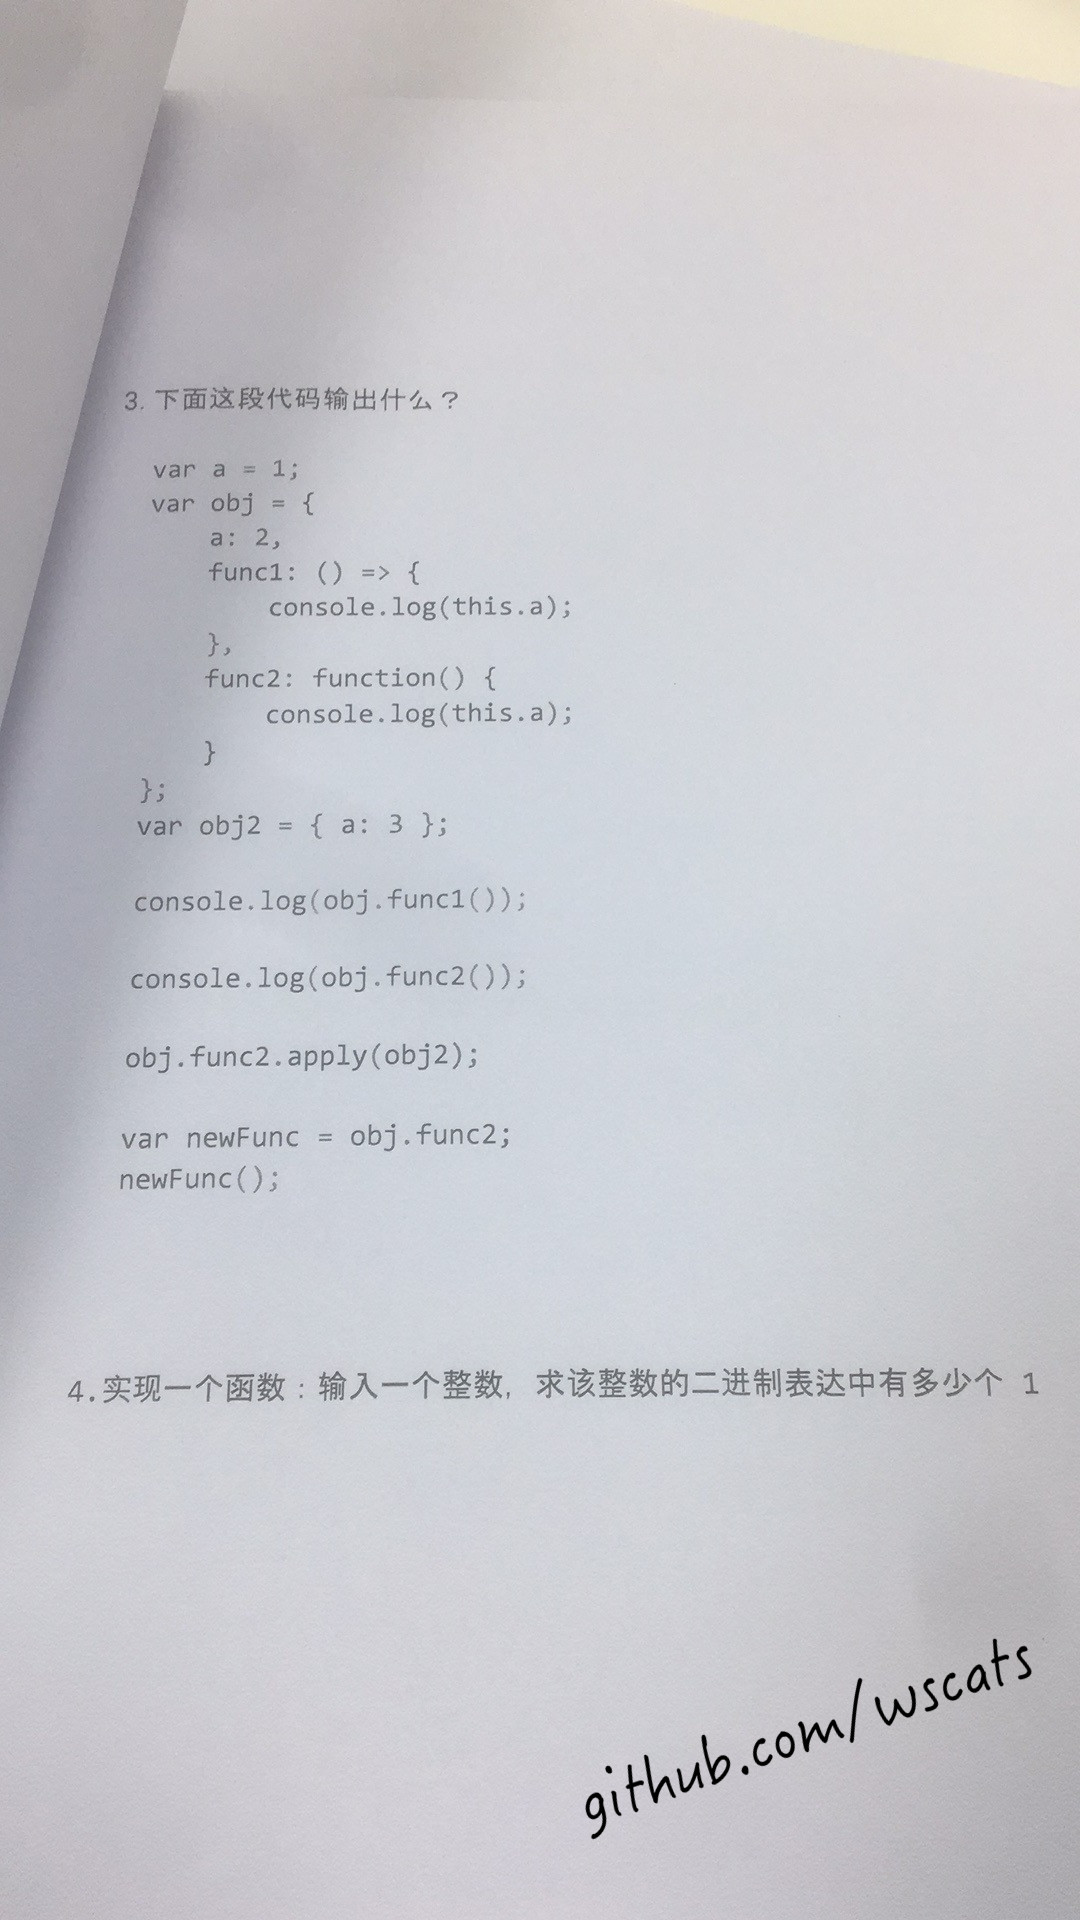 3. 下面这段代码输出什么？
var a = 1;
var obj = {
    a: 2,
    func1: () => {
        console.log(this.a);
    },
    func2: function() {
        console.log(this.a);
    }
};
var obj2 = { a: 3 };
console.log(obj.func1());
console.log(obj.func2());
obj.func2.apply(obj2);
var newFunc = obj.func2;
newFunc();
4.实现一个函数：输入一个整数，求该整数的二进制表达中有多少个 1
github.com/wscats